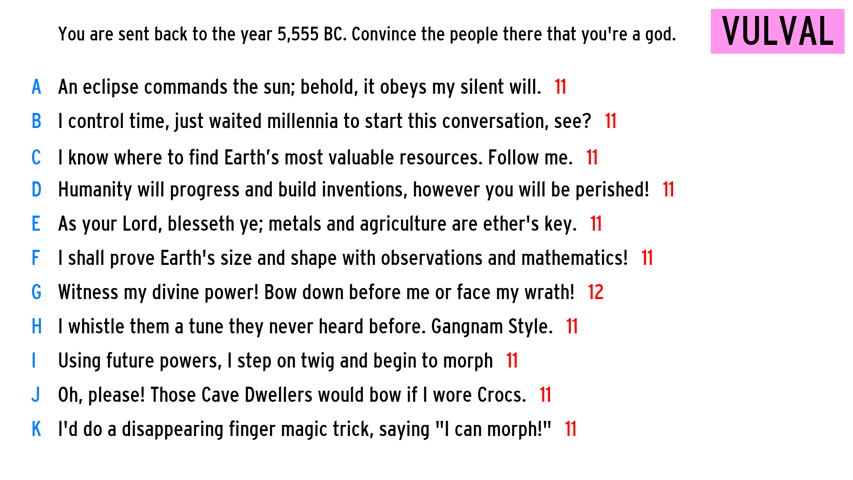 You are sent back to the year 5,555 BC. Convince the people there that you're a god.
VULVAL
A An eclipse commands the sun; behold, it obeys my silent will. 11
B I control time, just waited millennia to start this conversation, see? 11
C I know where to find Earth’s most valuable resources. Follow me. 11
D Humanity will progress and build inventions, however you will be perished! 11
E As your Lord, blesseth ye; metals and agriculture are ether's key. 11
F I shall prove Earth's size and shape with observations and mathematics! 11
G Witness my divine power! Bow down before me or face my wrath! 12
H I whistle them a tune they never heard before. Gangnam Style. 11
I Using future powers, I step on twig and begin to morph 11
J Oh, please! Those Cave Dwellers would bow if I wore Crocs. 11
K I'd do a disappearing finger magic trick, saying "I can morph!" 11